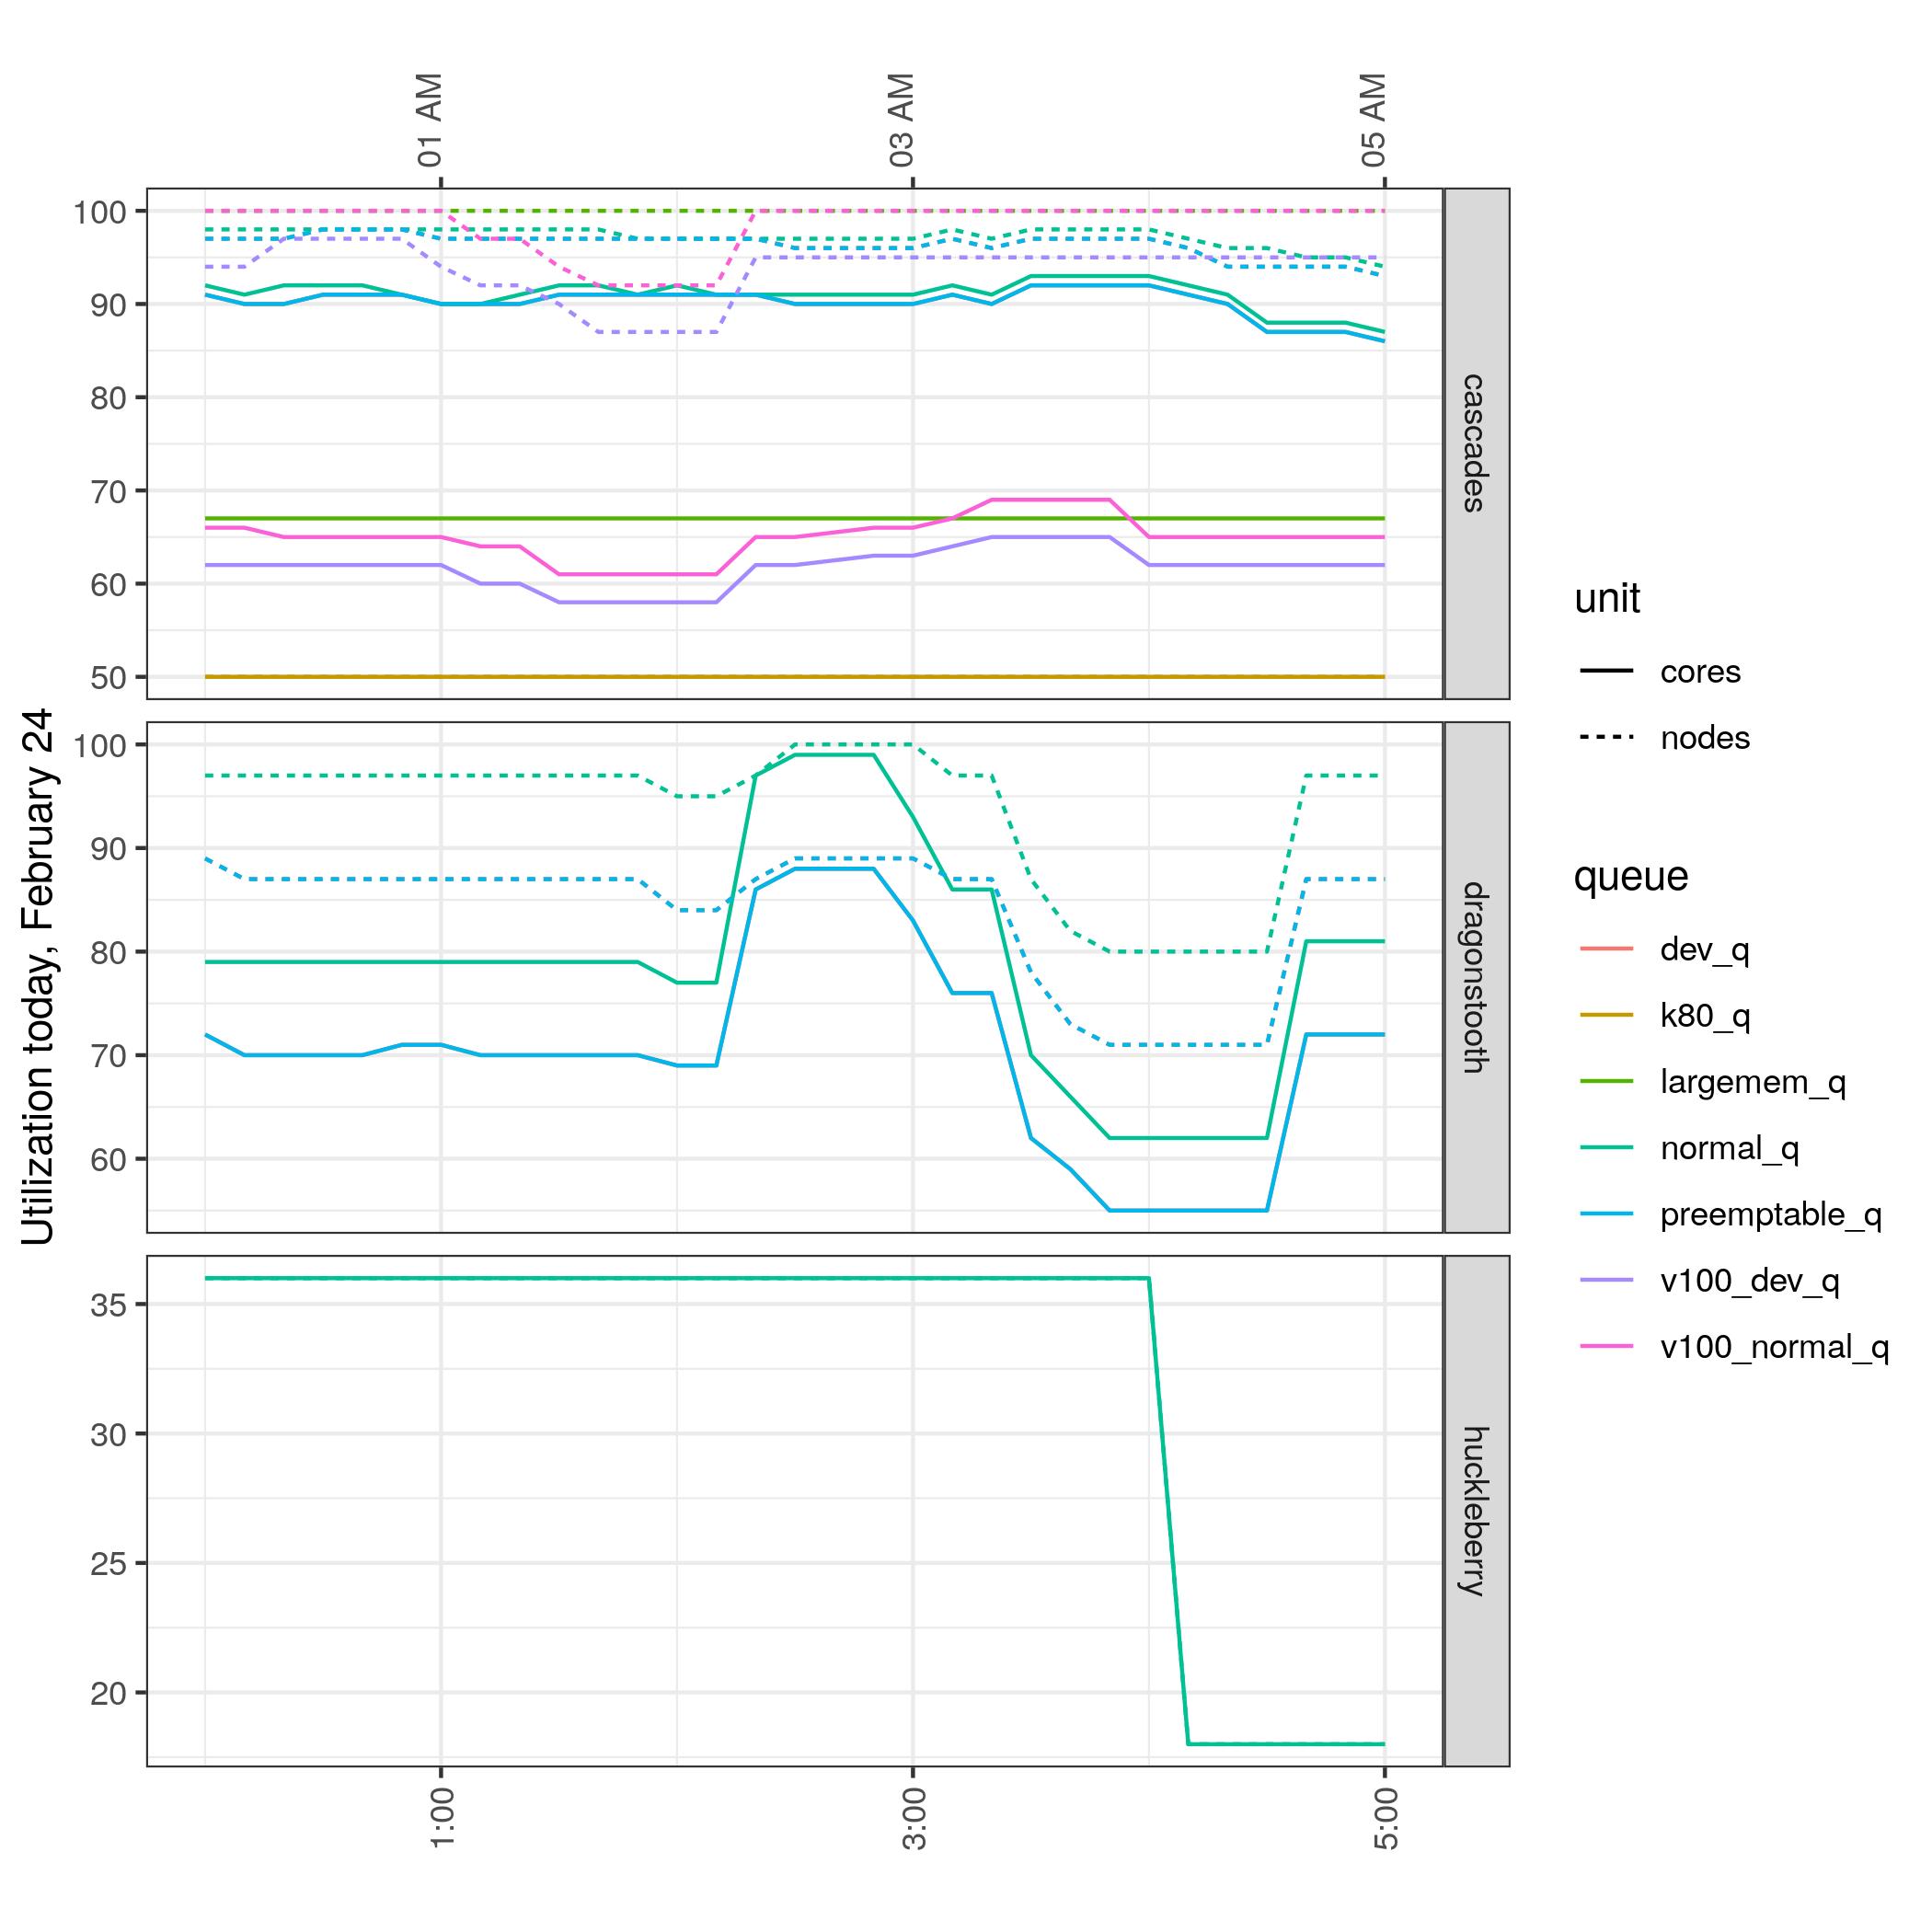 01 AM
03 AM
05 AM
100
90
80
70
60
50
cascades
100
90
80
70
60
dragonstooth
35
30
25
20
huckleberry
1:00
3:00
5:00
Utilization today, February 24
unit
cores
nodes
queue
dev_q
k80_q
largemem_q
normal_q
preemptable_q
v100_dev_q
v100_normal_q